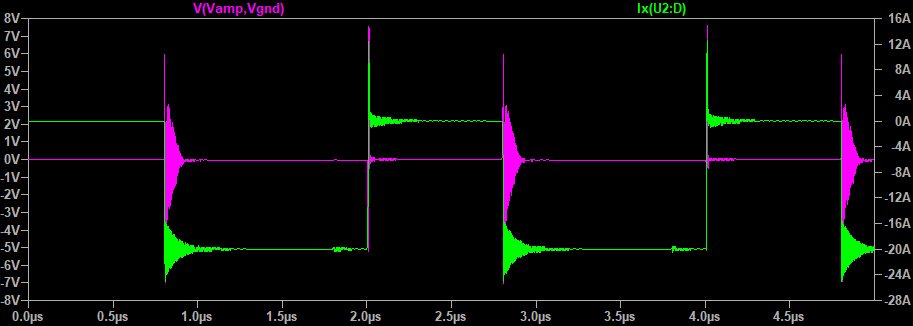 V(Vamp,Vgnd) Ix(U2:D)
8V 16A
7V
6V 12A
5V 8A
4V
3V 4A
2V 0A
1V
0V -4A
-1V -8A
-2V
-3V -12A
-4V -16A
-5V -20A
-6V
-7V -24A
-8V -28A
0.0µs 0.5µs 1.0µs 1.5µs 2.0µs 2.5µs 3.0µs 3.5µs 4.0µs 4.5µs